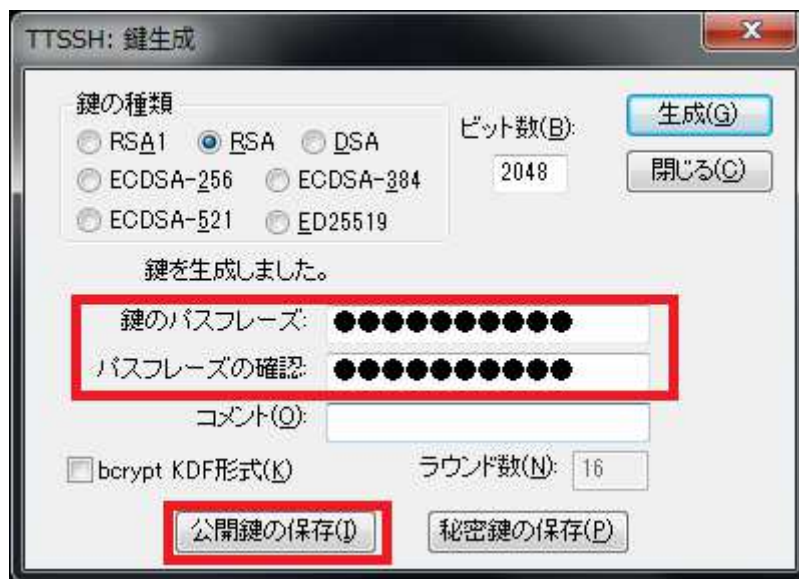 TTSSH: 鍵生成
鍵の種類
RSA1 RSA DSA
ECDSA-256 ECDSA-384
ECDSA-521 ED25519
ビット数(B):
2048
生成(G)
閉じる(C)
鍵を生成しました。
鍵のパスフレーズ: ●●●●●●●●●●
パスフレーズの確認: ●●●●●●●●●●
コメント(O):
bcrypt KDF形式(K) ラウンド数(N): 16
公開鍵の保存(I) 秘密鍵の保存(P)